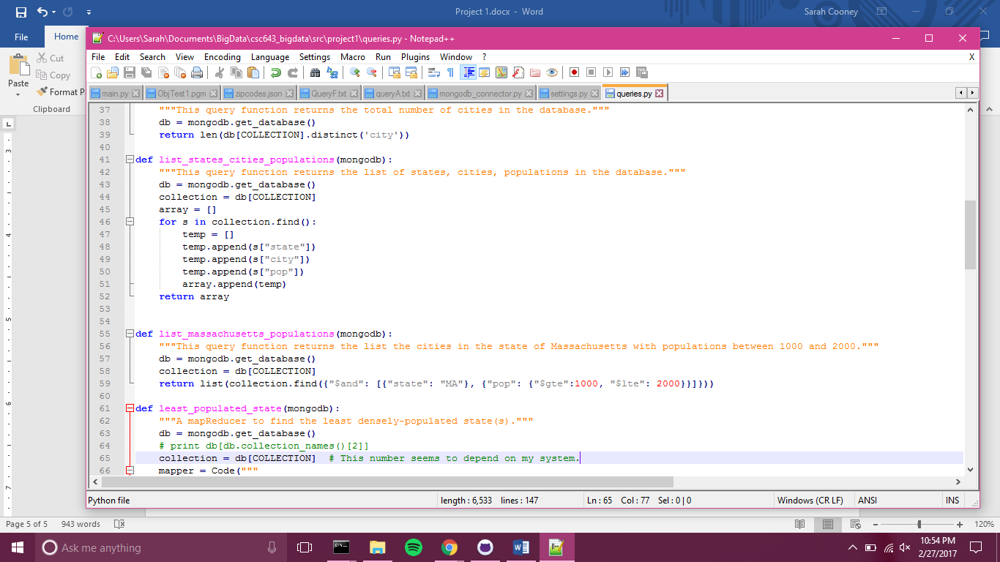 Project 1.docx - Word
Sarah Cooney
File
Home
Cut
Copy
Paste
Format P
Clipboard
C:\Users\Sarah\Documents\BigData\csc643_bigdata\src\project1\queries.py - Notepad++
File Edit Search View Encoding Language Settings Macro Run Plugins Window ? X
main.py ObjTest1.pgm zipcodes.json QueryF.txt queryA.txt mongodb_connector.py settings.py queries.py
37 """This query function returns the total number of cities in the database."""
38 db = mongodb.get_database()
39 return len(db[COLLECTION].distinct('city'))
40
41 def list_states_cities_populations(mongodb):
42 """This query function returns the list of states, cities, populations in the database."""
43 db = mongodb.get_database()
44 collection = db[COLLECTION]
45 array = []
46 for s in collection.find():
47 temp = []
48 temp.append(s["state"])
49 temp.append(s["city"])
50 temp.append(s["pop"])
51 array.append(temp)
52 return array
53
54
55 def list_massachusetts_populations(mongodb):
56 """This query function returns the list the cities in the state of Massachusetts with populations between 1000 and 2000."""
57 db = mongodb.get_database()
58 collection = db[COLLECTION]
59 return list(collection.find({"$and": [{"state": "MA"}, {"pop": {"$gte":1000, "$lte": 2000}}]}))
60
61 def least_populated_state(mongodb):
62 """A mapReducer to find the least densely-populated state(s)."""
63 db = mongodb.get_database()
64 # print db[db.collection_names()[2]]
65 collection = db[COLLECTION] # This number seems to depend on my system.
66 mapper = Code("""
Python file length : 6,533 lines : 147 Ln : 65 Col : 77 Sel : 0 | 0 Windows (CR LF) ANSI INS
3
4
5
6
7
Page 5 of 5 943 words 120%
Ask me anything
10:54 PM
2/27/2017